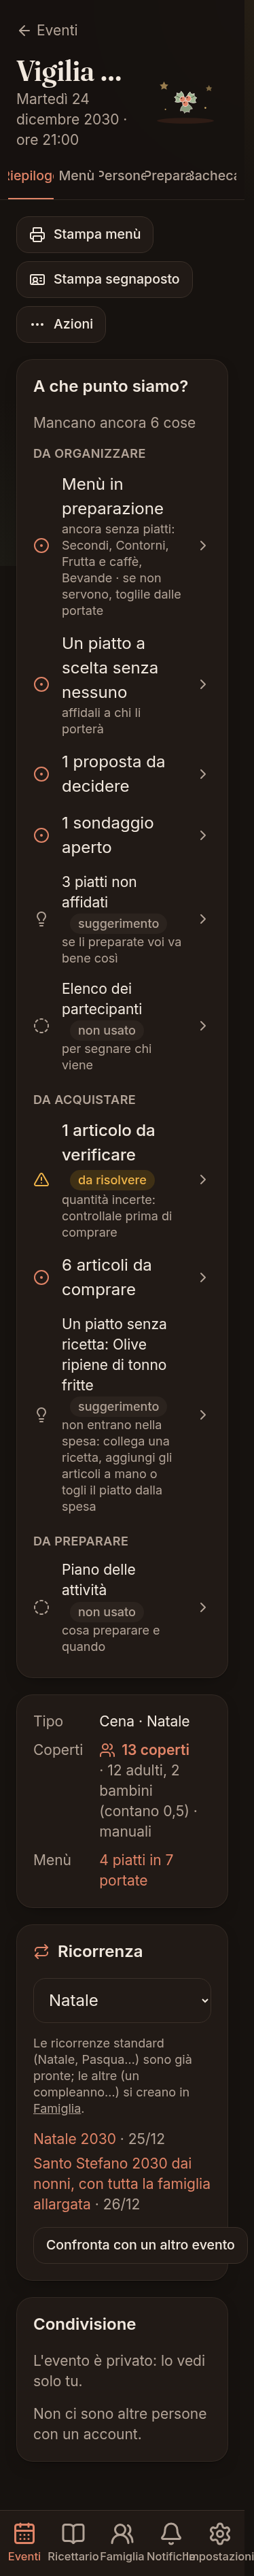 Eventi
Vigilia ...
Martedì 24
dicembre 2030 ·
ore 21:00
Riepilogo Menù Persone Prepara Bacheca
Stampa menù
Stampa segnaposto
Azioni
A che punto siamo?
Mancano ancora 6 cose
DA ORGANIZZARE
Menù in
preparazione
ancora senza piatti:
Secondi, Contorni,
Frutta e caffè,
Bevande · se non
servono, toglile dalle
portate
Un piatto a
scelta senza
nessuno
affidali a chi li
porterà
1 proposta da
decidere
1 sondaggio
aperto
3 piatti non
affidati
suggerimento
se li preparate voi va
bene così
Elenco dei
partecipanti
non usato
per segnare chi
viene
DA ACQUISTARE
1 articolo da
verificare
da risolvere
quantità incerte:
controllale prima di
comprare
6 articoli da
comprare
Un piatto senza
ricetta: Olive
ripiene di tonno
fritte
suggerimento
non entrano nella
spesa: collega una
ricetta, aggiungi gli
articoli a mano o
togli il piatto dalla
spesa
DA PREPARARE
Piano delle
attività
non usato
cosa preparare e
quando
Tipo Cena · Natale
Coperti 13 coperti
· 12 adulti, 2
bambini
(contano 0,5) ·
manuali
Menù 4 piatti in 7
portate
Ricorrenza
Natale
Le ricorrenze standard
(Natale, Pasqua...) sono già
pronte; le altre (un
compleanno...) si creano in
Famiglia.
Natale 2030 · 25/12
Santo Stefano 2030 dai
nonni, con tutta la famiglia
allargata · 26/12
Confronta con un altro evento
Condivisione
L'evento è privato: lo vedi
solo tu.
Non ci sono altre persone
con un account.
Eventi Ricettario Famiglia Notifiche Impostazioni